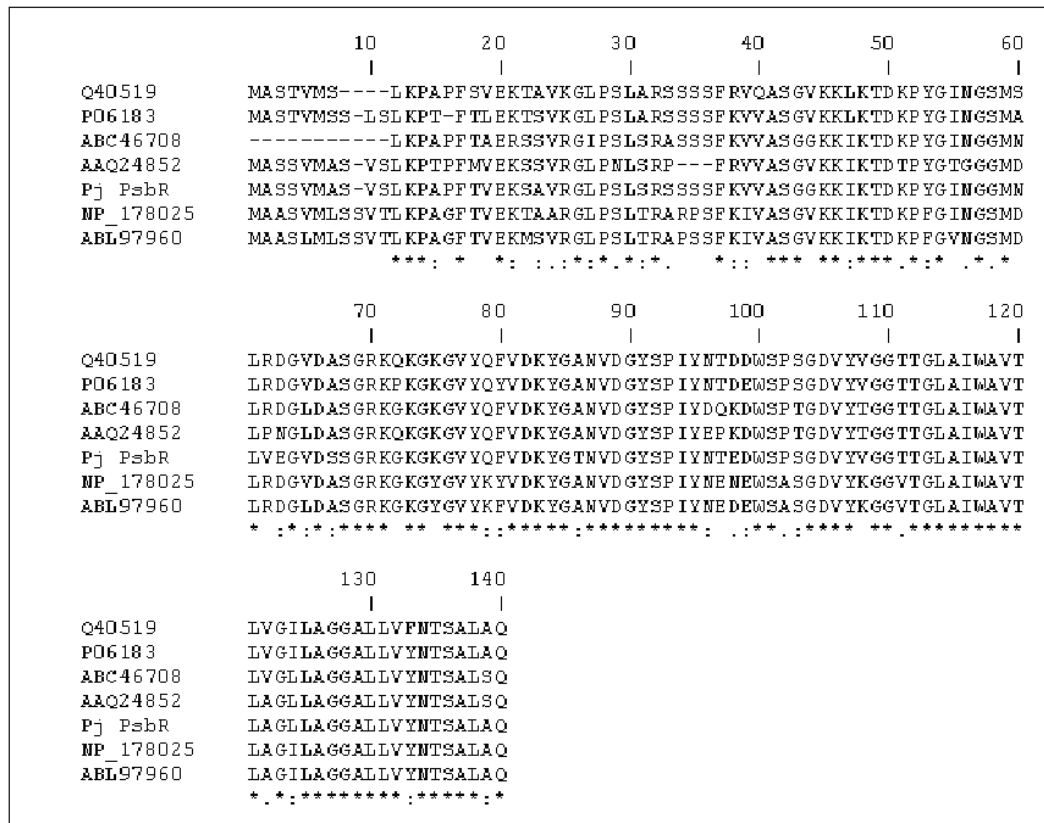 10 20 30 40 50 60
| | | | | |
Q40519 MASTVMS----LKPAPFSVEKTAVKGLPSLARSSSSFRVQASGVKKLKTDKPYGINGSMS
P06183 MASTVMSS-LSLKPT-FTLEKTSVKGLPSLARSSSSFKVVASGVKKLKTDKPYGINGSMA
ABC46708 -----------LKPAPFTAERSSVRGIPSLSRASSSFKVVASGGKKIKTDKPYGINGGMN
AAQ24852 MASSVMAS-VSLKPTPFMVEKSSVRGLPNLSRP---FRVVASGVKKIKTDTPYGTGGGMD
Pj PsbR MASSVMAS-VSLKPAPFTVEKSAVRGLPSLSRSSSSFKVVASGGKKIKTDKPYGINGGMN
NP_178025 MAASVMLSSVTLKPAGFTVEKTAARGLPSLTRARPSFKIVASGVKKIKTDKPFGINGSMD
ABL97960 MAASLMLSSVTLKPAGFTVEKMSVRGLPSLTRAPSSFKIVASGVKKIKTDKPFGVNGSMD
***: *  *: :.:*:*.*:*.   *:: *** **:***.*:* .*.*
70 80 90 100 110 120
| | | | | |
Q40519 LRDGVDASGRKQKGKGVYQFVDKYGANVDGYSPIYNTDDWSPSGDVYVGGTTGLAIWAVT
P06183 LRDGVDASGRKPKGKGVYQYVDKYGANVDGYSPIYNTDEWSPSGDVYVGGTTGLAIWAVT
ABC46708 LRDGLDASGRKGKGKGVYQFVDKYGANVDGYSPIYDQKDWSPTGDVYTGGTTGLAIWAVT
AAQ24852 LPNGLDASGRKQKGKGVYQFVDKYGANVDGYSPIYEPKDWSPTGDVYTGGTTGLAIWAVT
Pj PsbR LVEGVDSSGRKGKGKGVYQFVDKYGTNVDGYSPIYNTEDWSPSGDVYVGGTTGLAIWAVT
NP_178025 LRDGVDASGRKGKGYGVYKYVDKYGANVDGYSPIYNENEWSASGDVYKGGVTGLAIWAVT
ABL97960 LRDGLDASGRKGKGYGVYKFVDKYGANVDGYSPIYNEDEWSASGDVYKGGVTGLAIWAVT
* :*:*:**** ** ***::*****:*********: .:**.:**** **.*********
130 140
| |
Q40519 LVGILAGGALLVFNTSALAQ
P06183 LVGILAGGALLVYNTSALAQ
ABC46708 LVGLLAGGALLVYNTSALSQ
AAQ24852 LAGLLAGGALLVYNTSALSQ
Pj PsbR LAGLLAGGALLVYNTSALAQ
NP_178025 LAGILAGGALLVYNTSALAQ
ABL97960 LAGILAGGALLVYNTSALAQ
*.*:********:*****:*